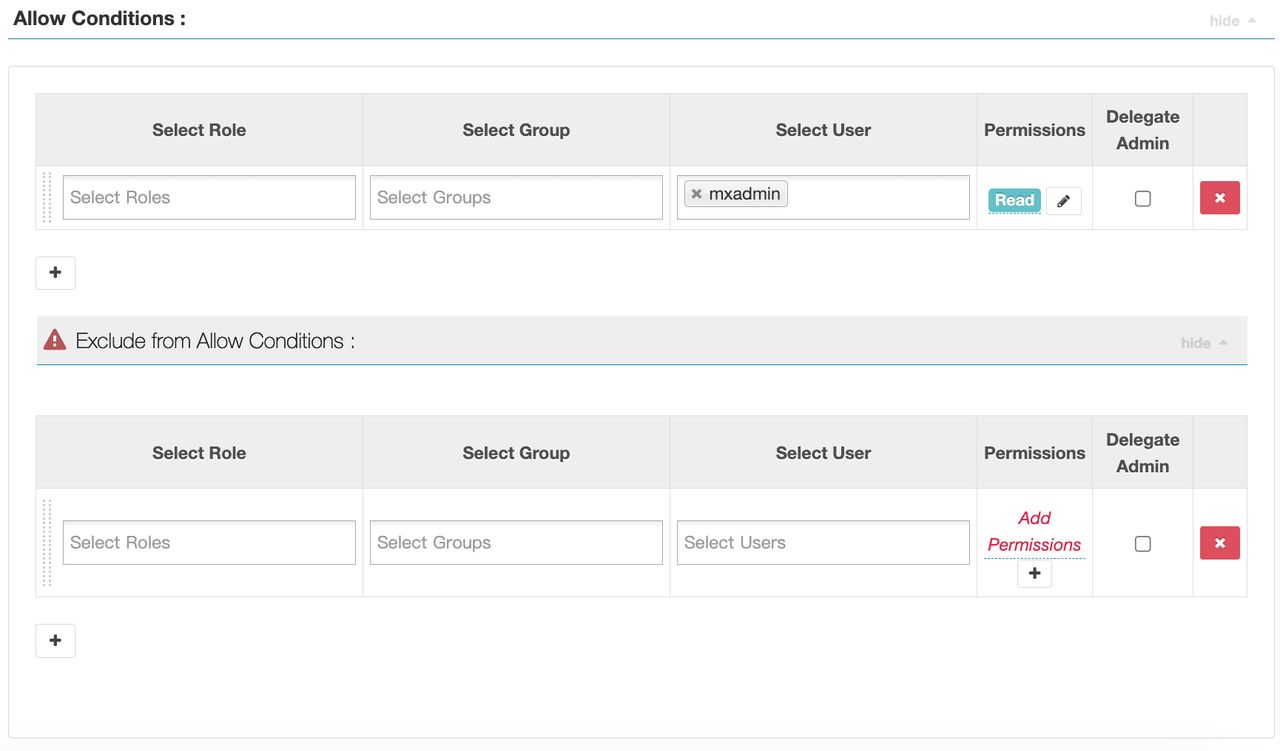 Allow Conditions :
hide
Select Role Select Group Select User Permissions Delegate Admin
Select Roles Select Groups mxadmin Read
Exclude from Allow Conditions :
hide
Select Role Select Group Select User Permissions Delegate Admin
Select Roles Select Groups Select Users Add Permissions